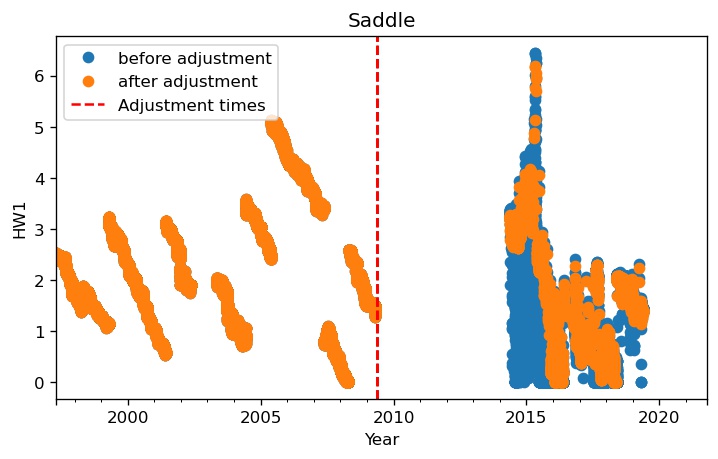 Saddle
before adjustment
after adjustment
Adjustment times
HW1
6
5
4
3
2
1
0
2000 2005 2010 2015 2020
Year